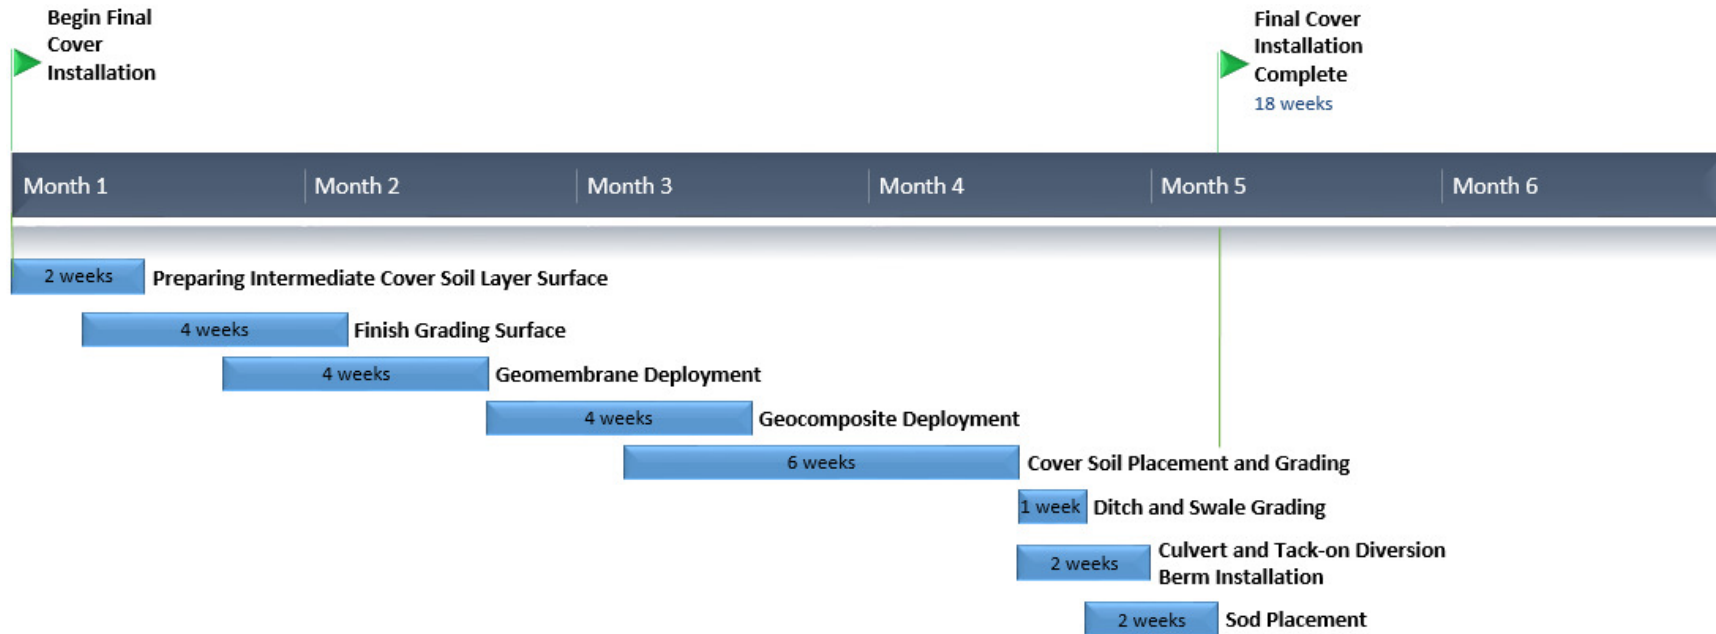 Begin Final
Cover
Installation
Final Cover
Installation
Complete
18 weeks
Month 1
Month 2
Month 3
Month 4
Month 5
Month 6
2 weeks
Preparing Intermediate Cover Soil Layer Surface
4 weeks
Finish Grading Surface
4 weeks
Geomembrane Deployment
4 weeks
Geocomposite Deployment
6 weeks
Cover Soil Placement and Grading
1 week
Ditch and Swale Grading
2 weeks
Culvert and Tack-on Diversion
Berm Installation
2 weeks
Sod Placement